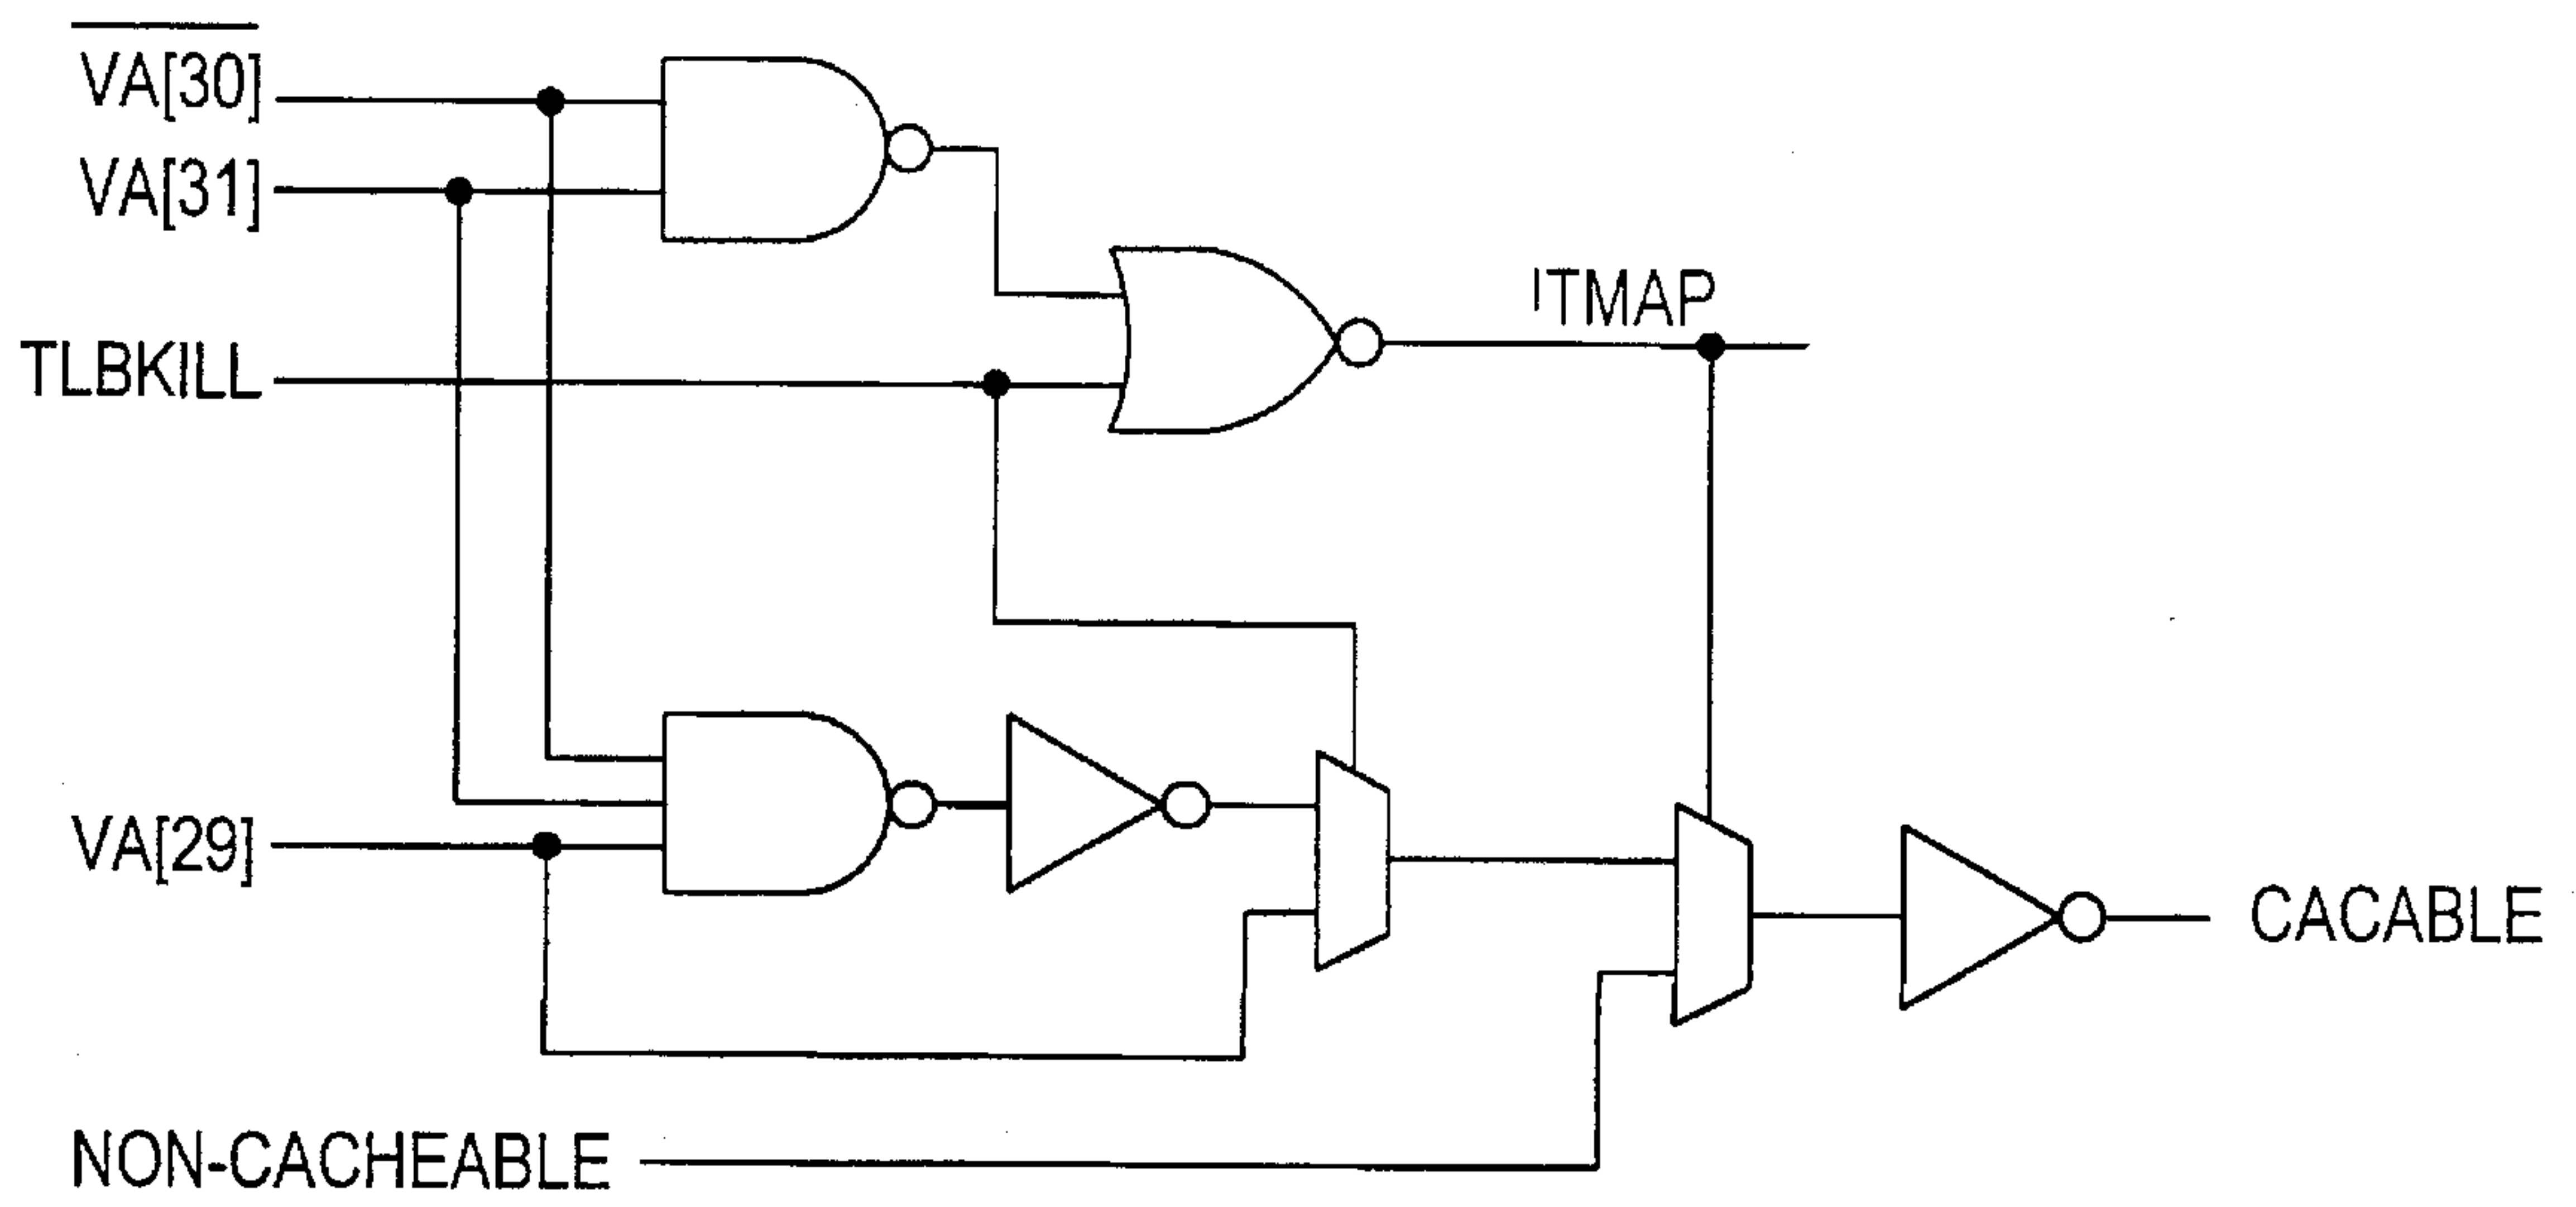 VA[30]
VA[31]
TLBKILL
ITMAP
VA[29]
CACABLE
NON-CACHEABLE